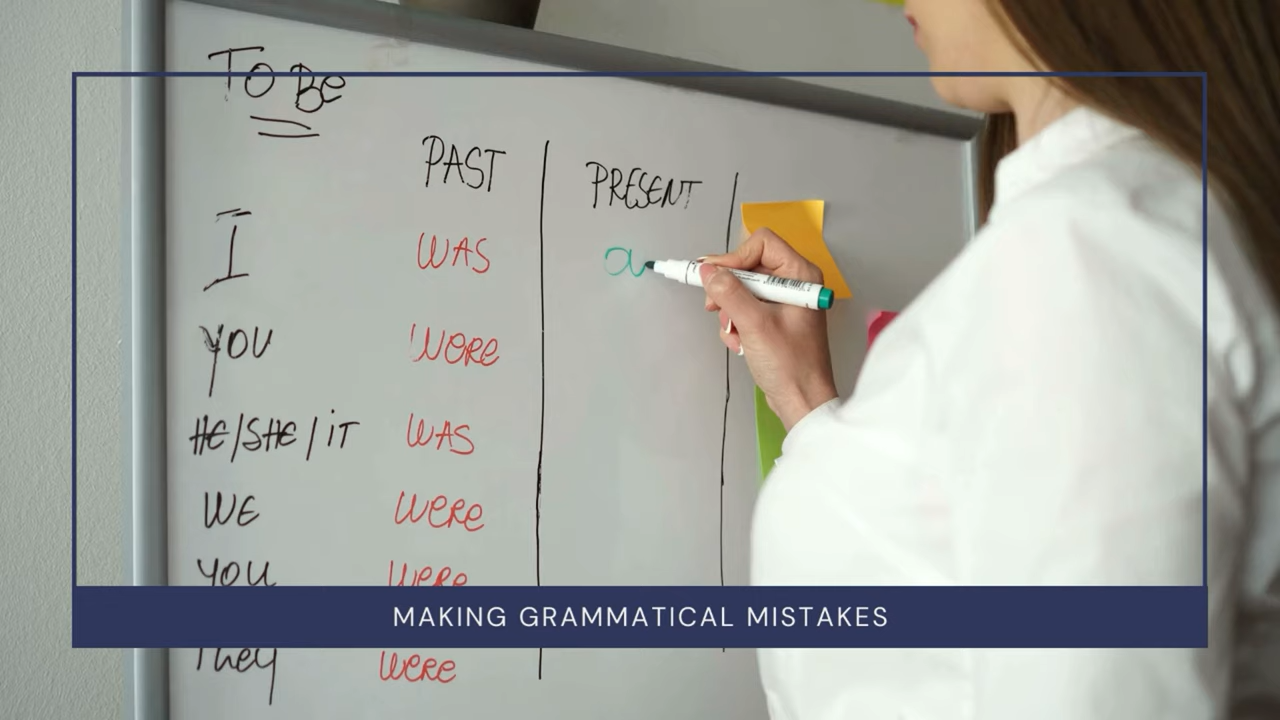 TO Be
PAST PRESENT
I WAS a
YOU Were
HE/SHE/iT WAS
WE Were
YOU Were
MAKING GRAMMATICAL MISTAKES
They Were